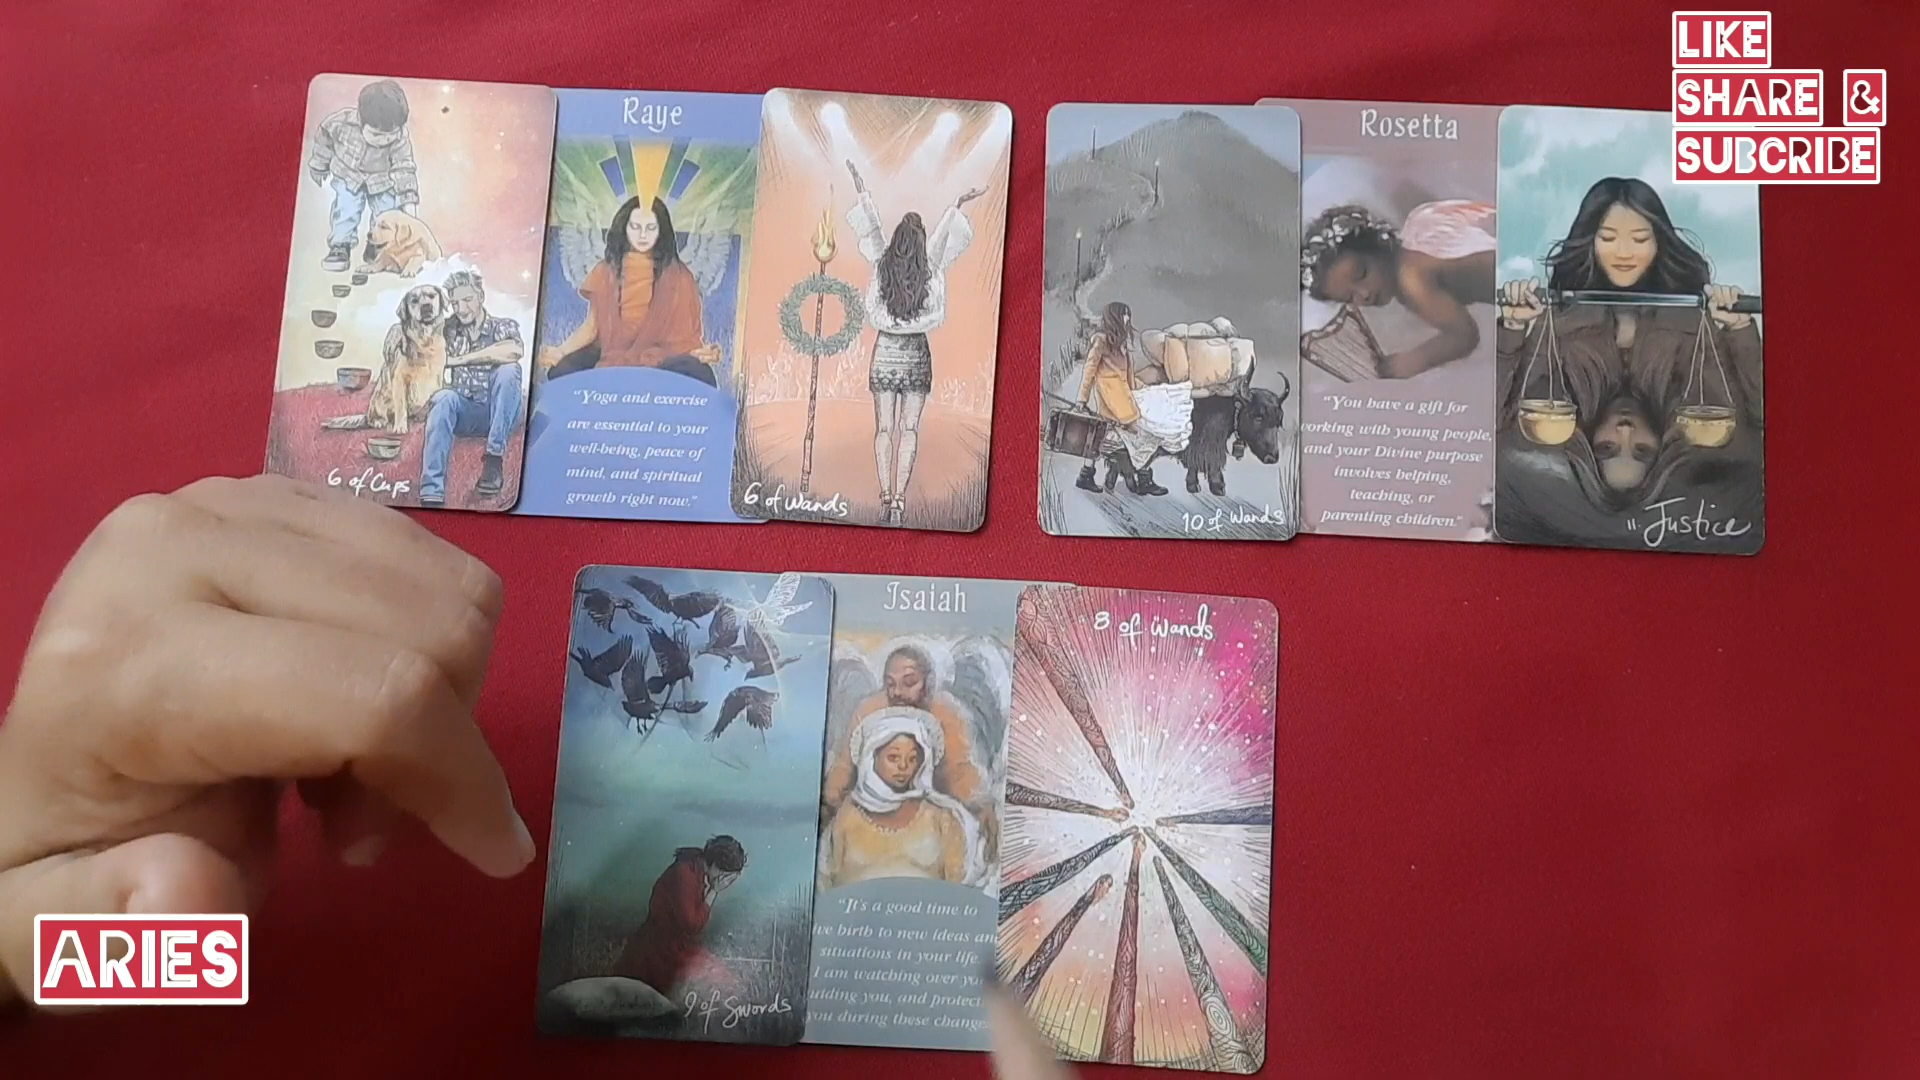 LIKE
SHARE &
SUBCRIBE
Raye
"Yoga and exercise
are essential to your
well-being, peace of
mind, and spiritual
growth right now."
6 of Cups
6 of Wands
Rosetta
"You have a gift for
working with young people,
and your Divine purpose
involves helping,
teaching, or
parenting children."
10 of Wands
11. Justice
Isaiah
"It's a good time to
birth to new ideas
situations in your life.
I am watching over
you, and
you during these
9 of Swords
8 of Wands
ARIES